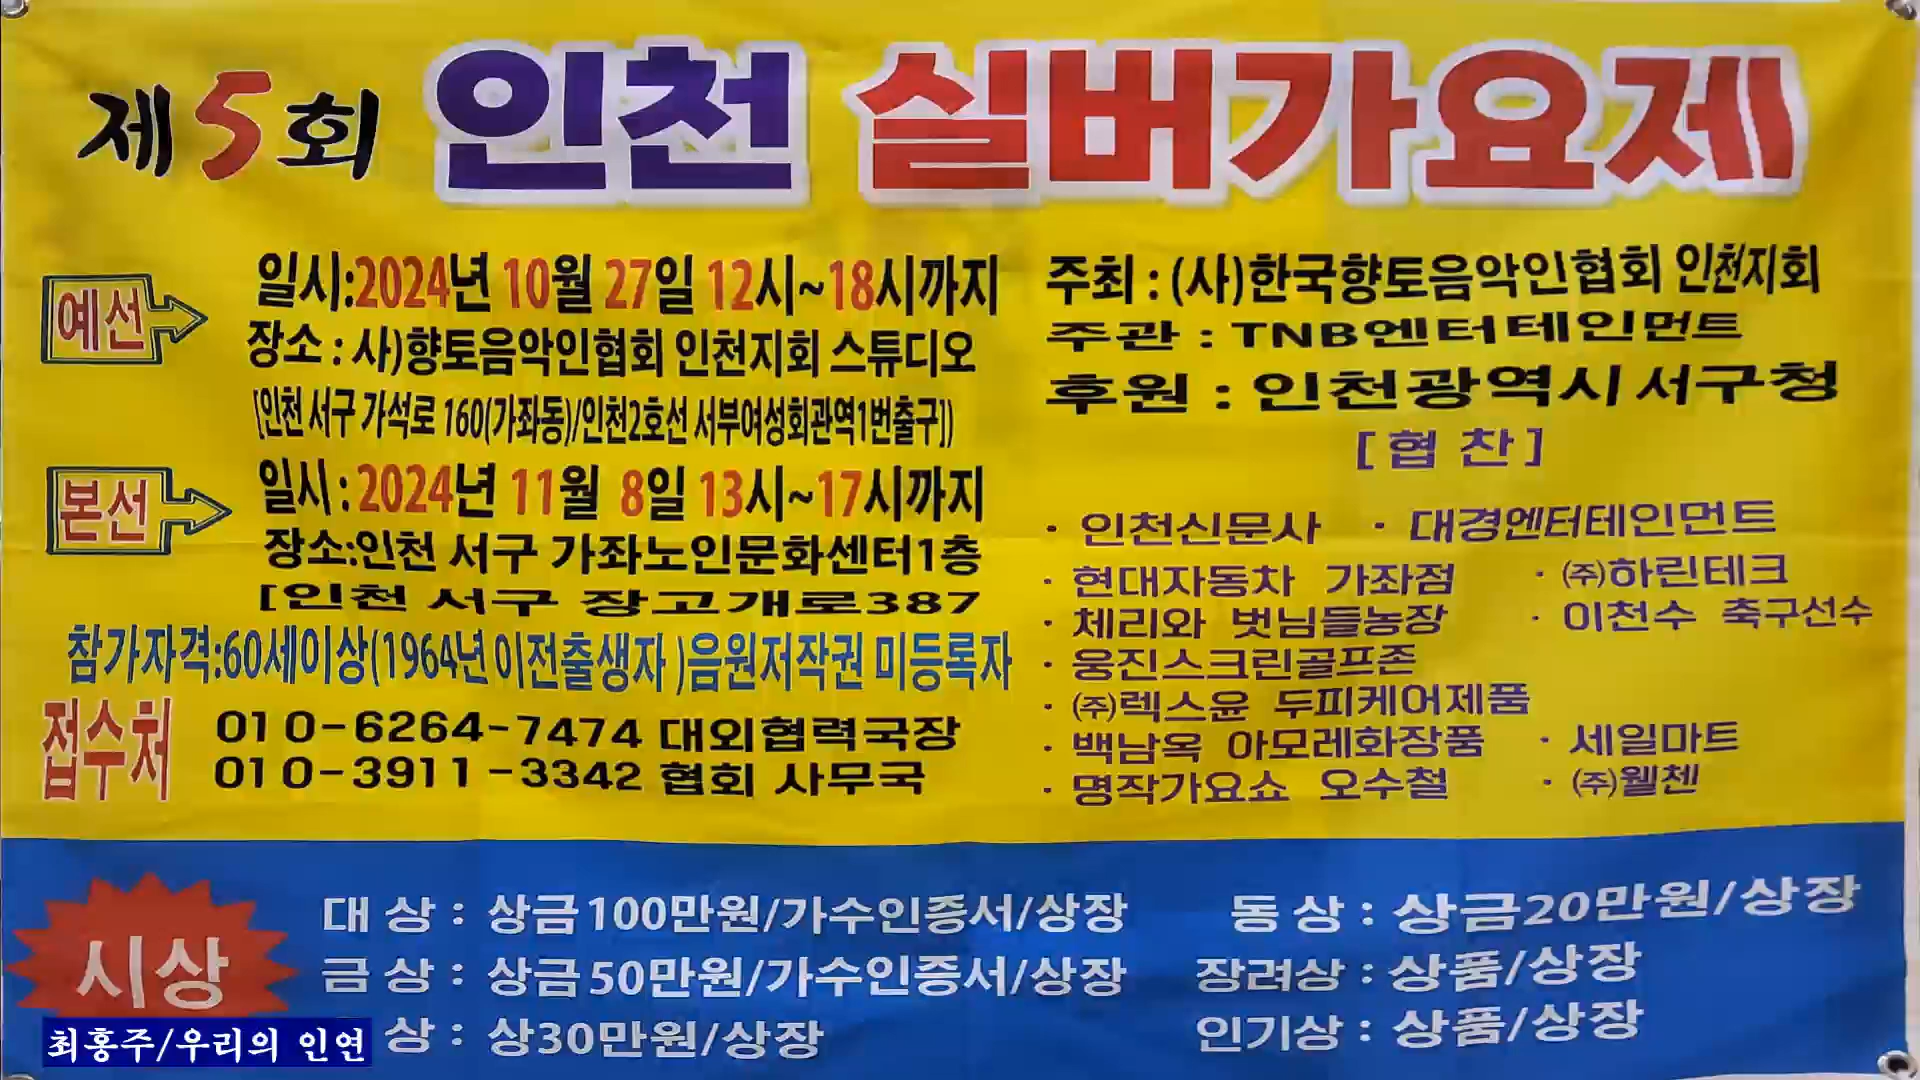 제5회 인천 실버가요제
예선
일시:2024년 10월 27일 12시~18시까지
장소 : 사)향토음악인협회 인천지회 스튜디오
[인천 서구 가석로 160(가좌동)/인천2호선 서부여성회관역1번출구])
본선
일시 : 2024년 11월 8일 13시~17시까지
장소:인천 서구 가좌노인문화센터1층
[인천 서구 장고개로387
참가자격:60세이상(1964년 이전출생자 )음원저작권 미등록자
접수처
010-6264-7474 대외협력국장
010-3911-3342 협회 사무국
주최 : (사)한국향토음악인협회 인천지회
주관 : TNB엔터테인먼트
후원 : 인천광역시 서구청
[ 협 찬 ]
· 인천신문사 · 대경엔터테인먼트
· 현대자동차 가좌점 · ㈜하린테크
· 체리와 벗님들농장 · 이천수 축구선수
· 웅진스크린골프존
· ㈜렉스윤 두피케어제품
· 백남옥 아모레화장품 · 세일마트
· 명작가요쇼 오수철 · ㈜웰첸
시상
대 상 : 상금100만원/가수인증서/상장
금 상 : 상금50만원/가수인증서/상장
상 : 상30만원/상장
동 상 : 상금20만원/상장
장려상 : 상품/상장
인기상 : 상품/상장
최홍주/우리의 인연